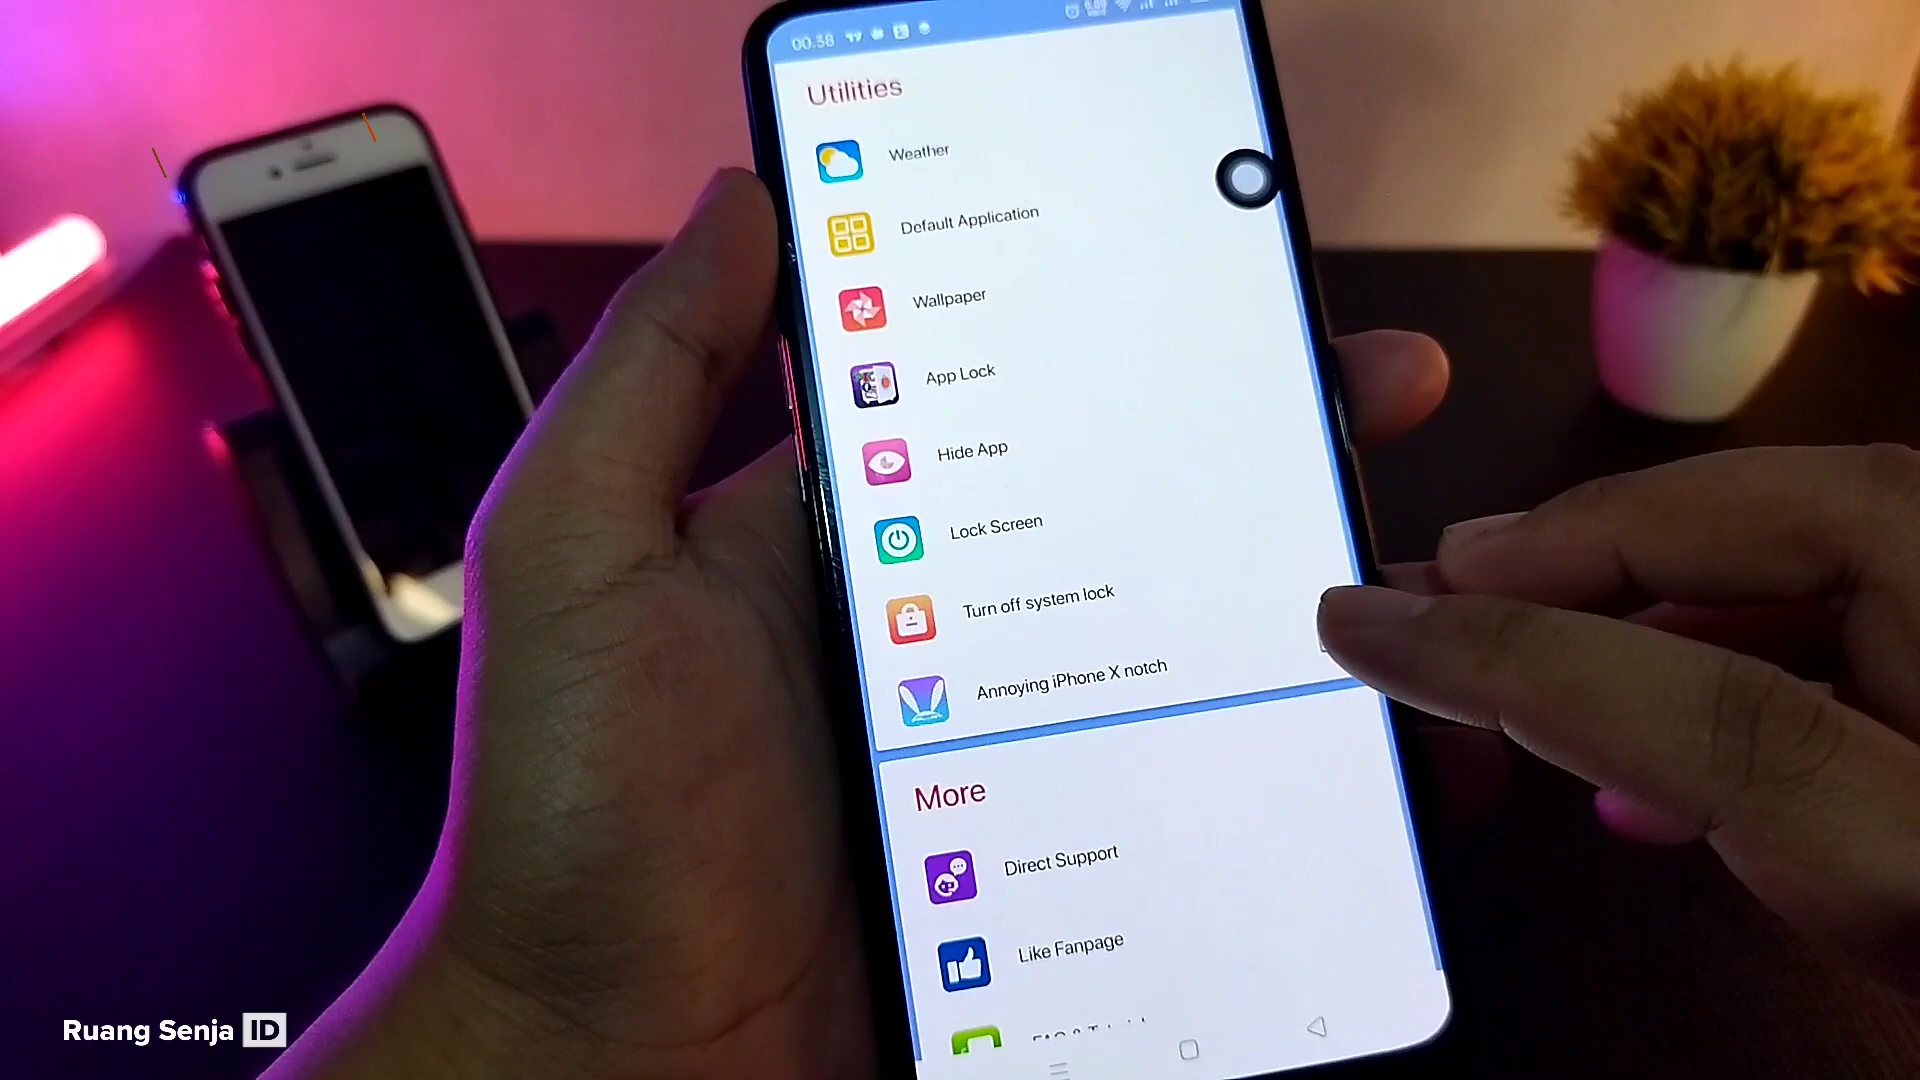 00.38
Utilities
Weather
Default Application
Wallpaper
App Lock
Hide App
Lock Screen
Turn off system lock
Annoying iPhone X notch
More
Direct Support
Like Fanpage
Ruang Senja ID